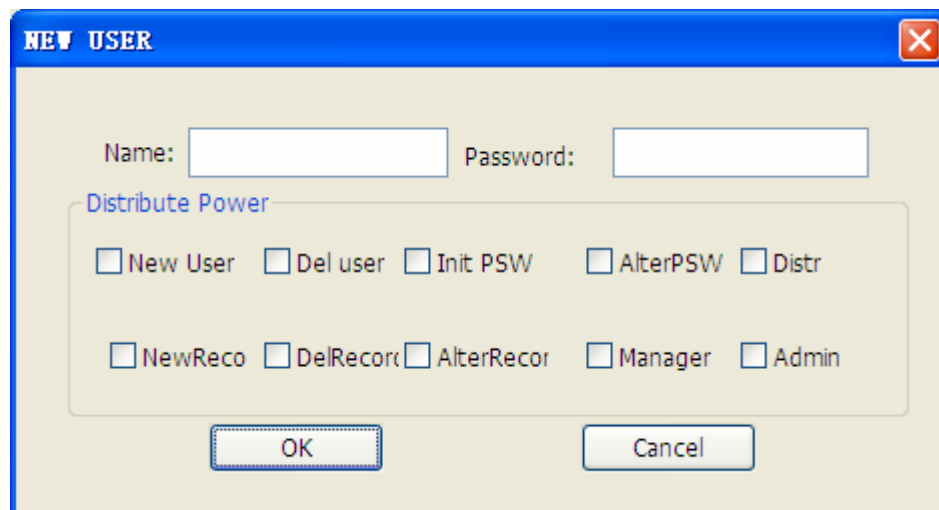 NEW USER
Name: Password:
Distribute Power
New User Del user Init PSW AlterPSW Distr
NewReco DelRecord AlterRecor Manager Admin
OK Cancel